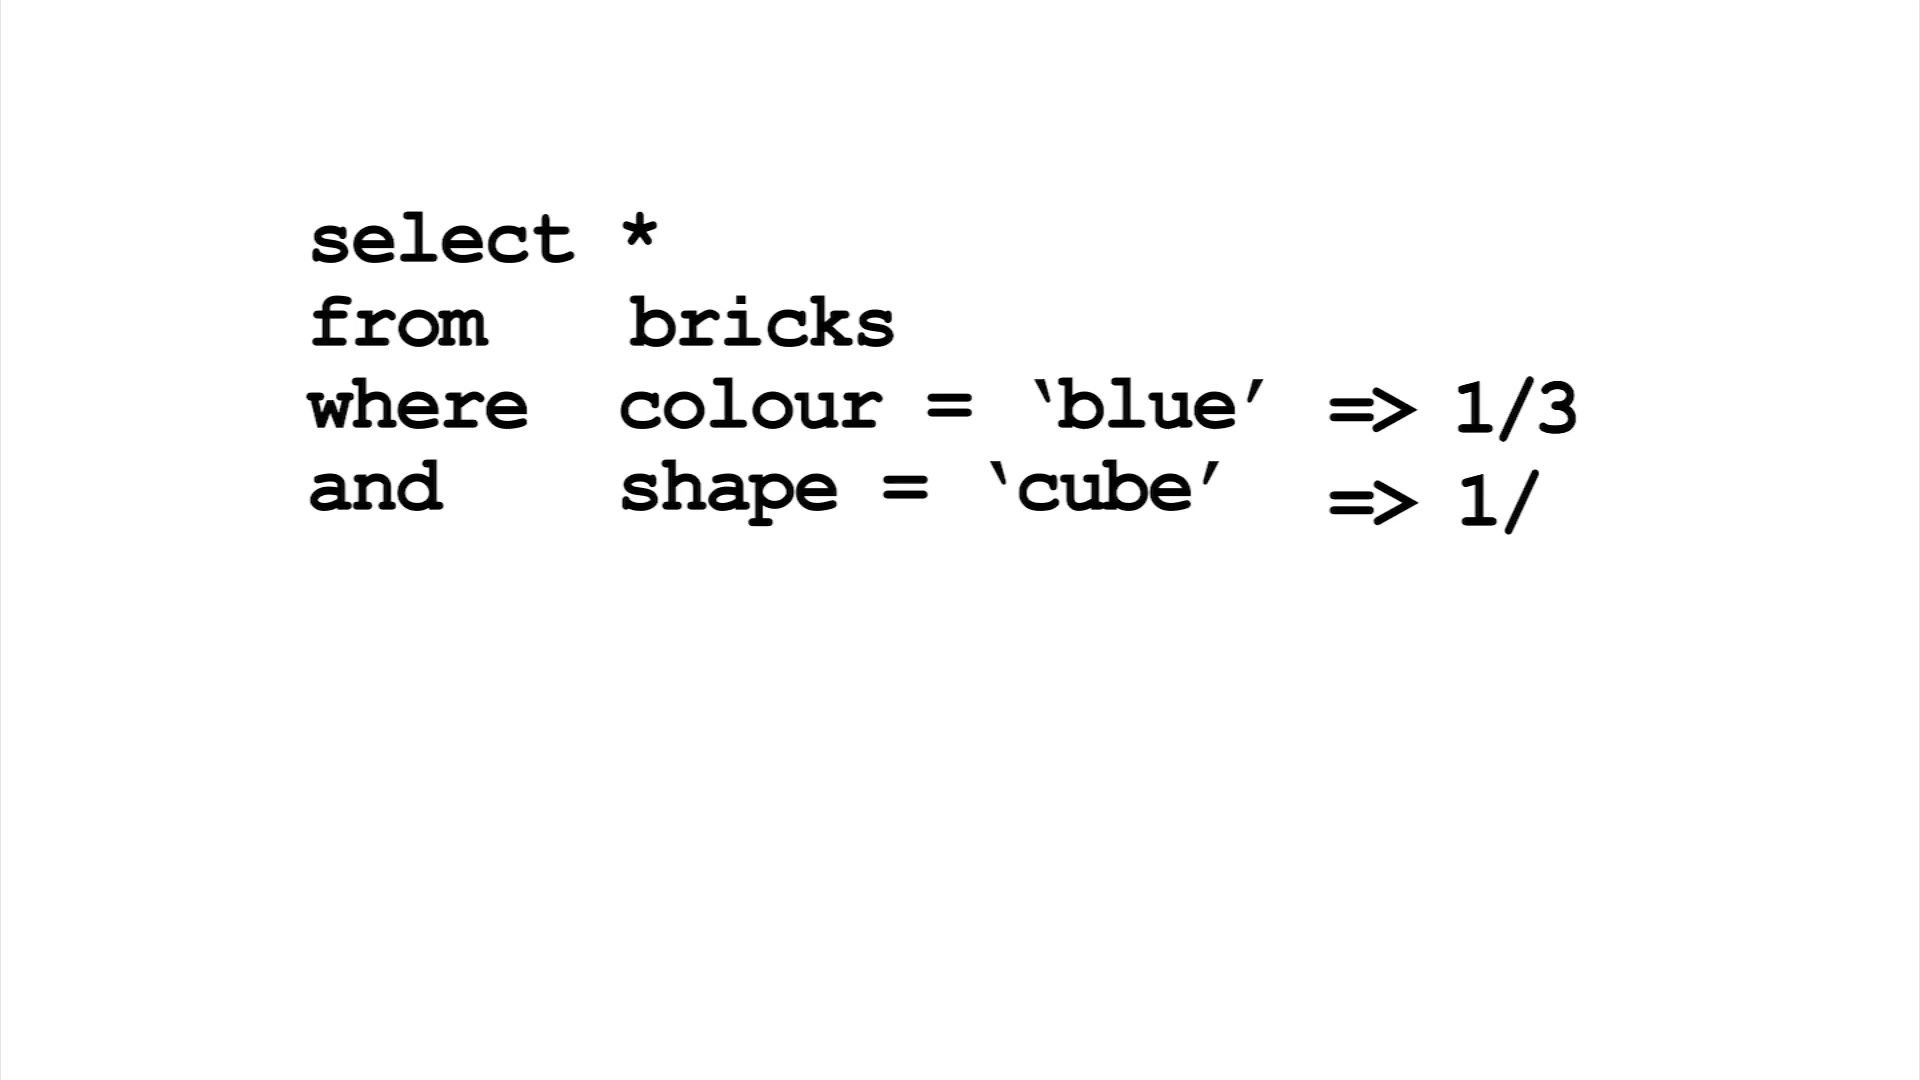 select *
from bricks
where colour = ‘blue’ => 1/3
and shape = ‘cube’ => 1/